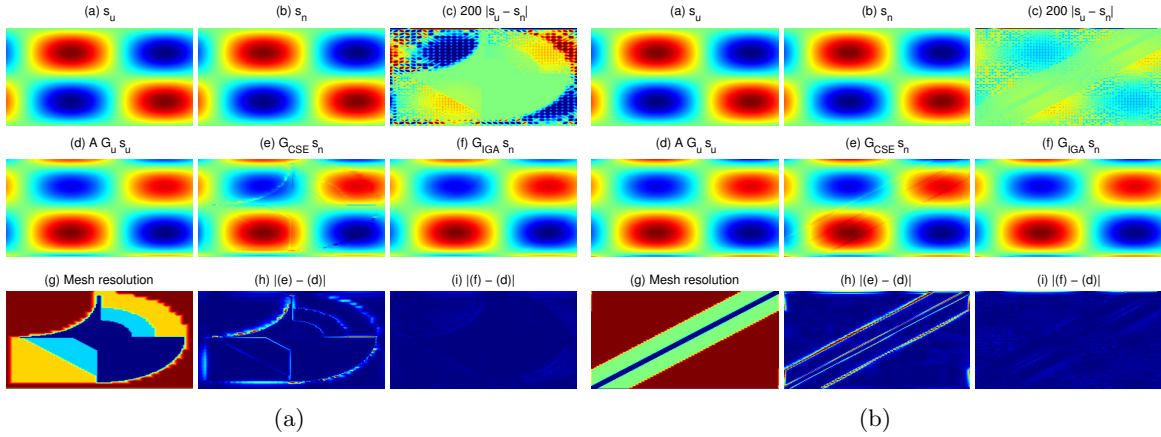 (a) s_u
(b) s_n
(c) 200 |s_u – s_n|
(d) A G_u s_u
(e) G_CSE s_n
(f) G_IGA s_n
(g) Mesh resolution
(h) |(e) – (d)|
(i) |(f) – (d)|
(a)
(a) s_u
(b) s_n
(c) 200 |s_u – s_n|
(d) A G_u s_u
(e) G_CSE s_n
(f) G_IGA s_n
(g) Mesh resolution
(h) |(e) – (d)|
(i) |(f) – (d)|
(b)